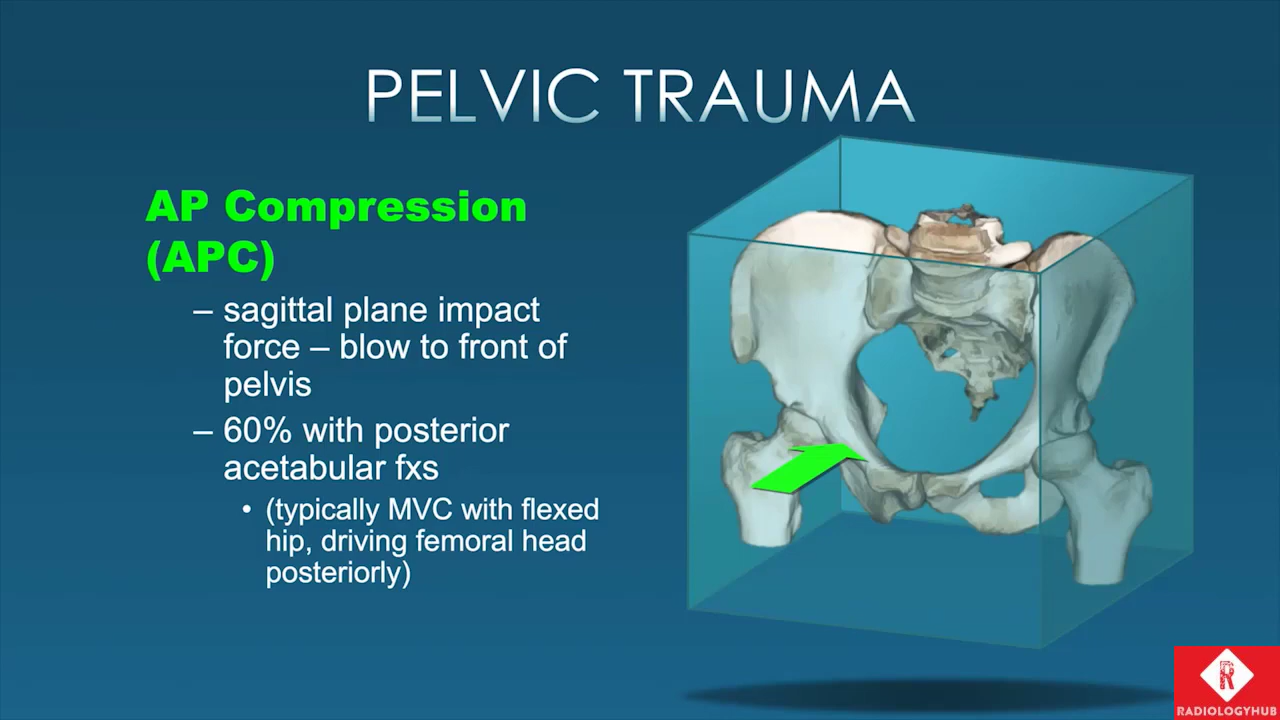 PELVIC TRAUMA
AP Compression
(APC)
– sagittal plane impact
force – blow to front of
pelvis
– 60% with posterior
acetabular fxs
• (typically MVC with flexed
hip, driving femoral head
posteriorly)
R
RADIOLOGYHUB